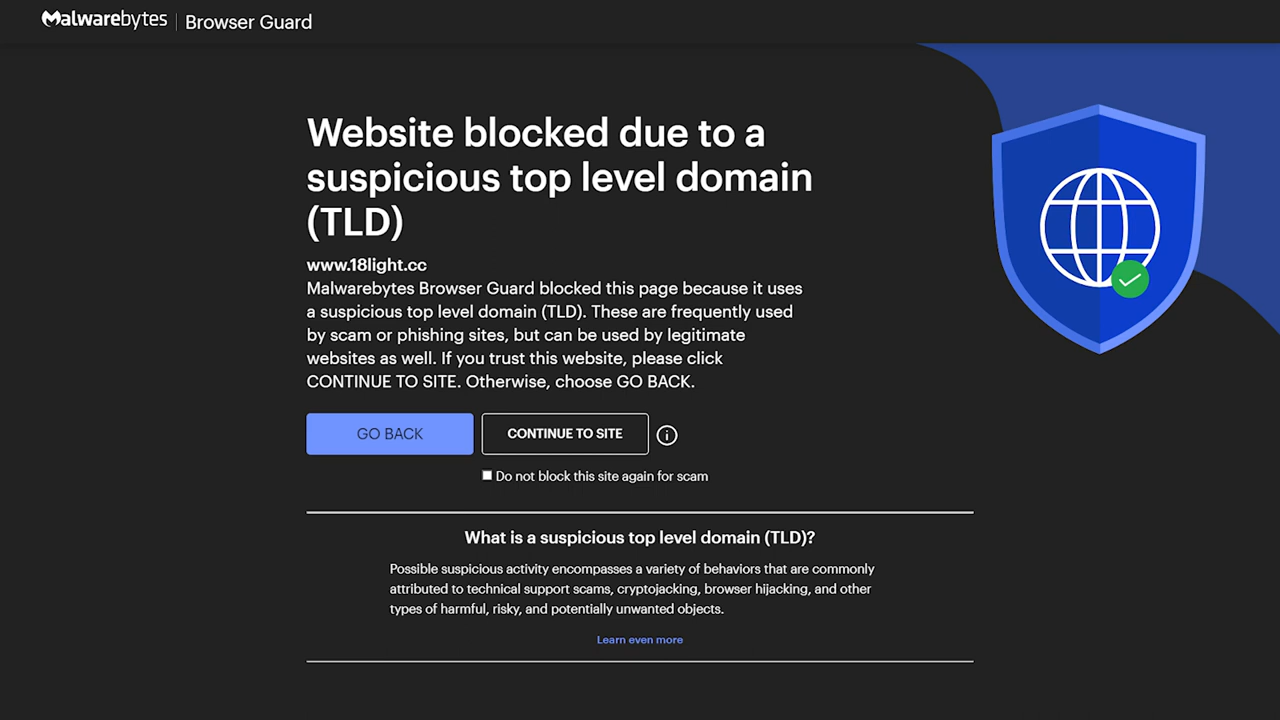 Malwarebytes | Browser Guard
Website blocked due to a
suspicious top level domain
(TLD)
www.18light.cc
Malwarebytes Browser Guard blocked this page because it uses
a suspicious top level domain (TLD). These are frequently used
by scam or phishing sites, but can be used by legitimate
websites as well. If you trust this website, please click
CONTINUE TO SITE. Otherwise, choose GO BACK.
GO BACK
CONTINUE TO SITE
Do not block this site again for scam
What is a suspicious top level domain (TLD)?
Possible suspicious activity encompasses a variety of behaviors that are commonly
attributed to technical support scams, cryptojacking, browser hijacking, and other
types of harmful, risky, and potentially unwanted objects.
Learn even more